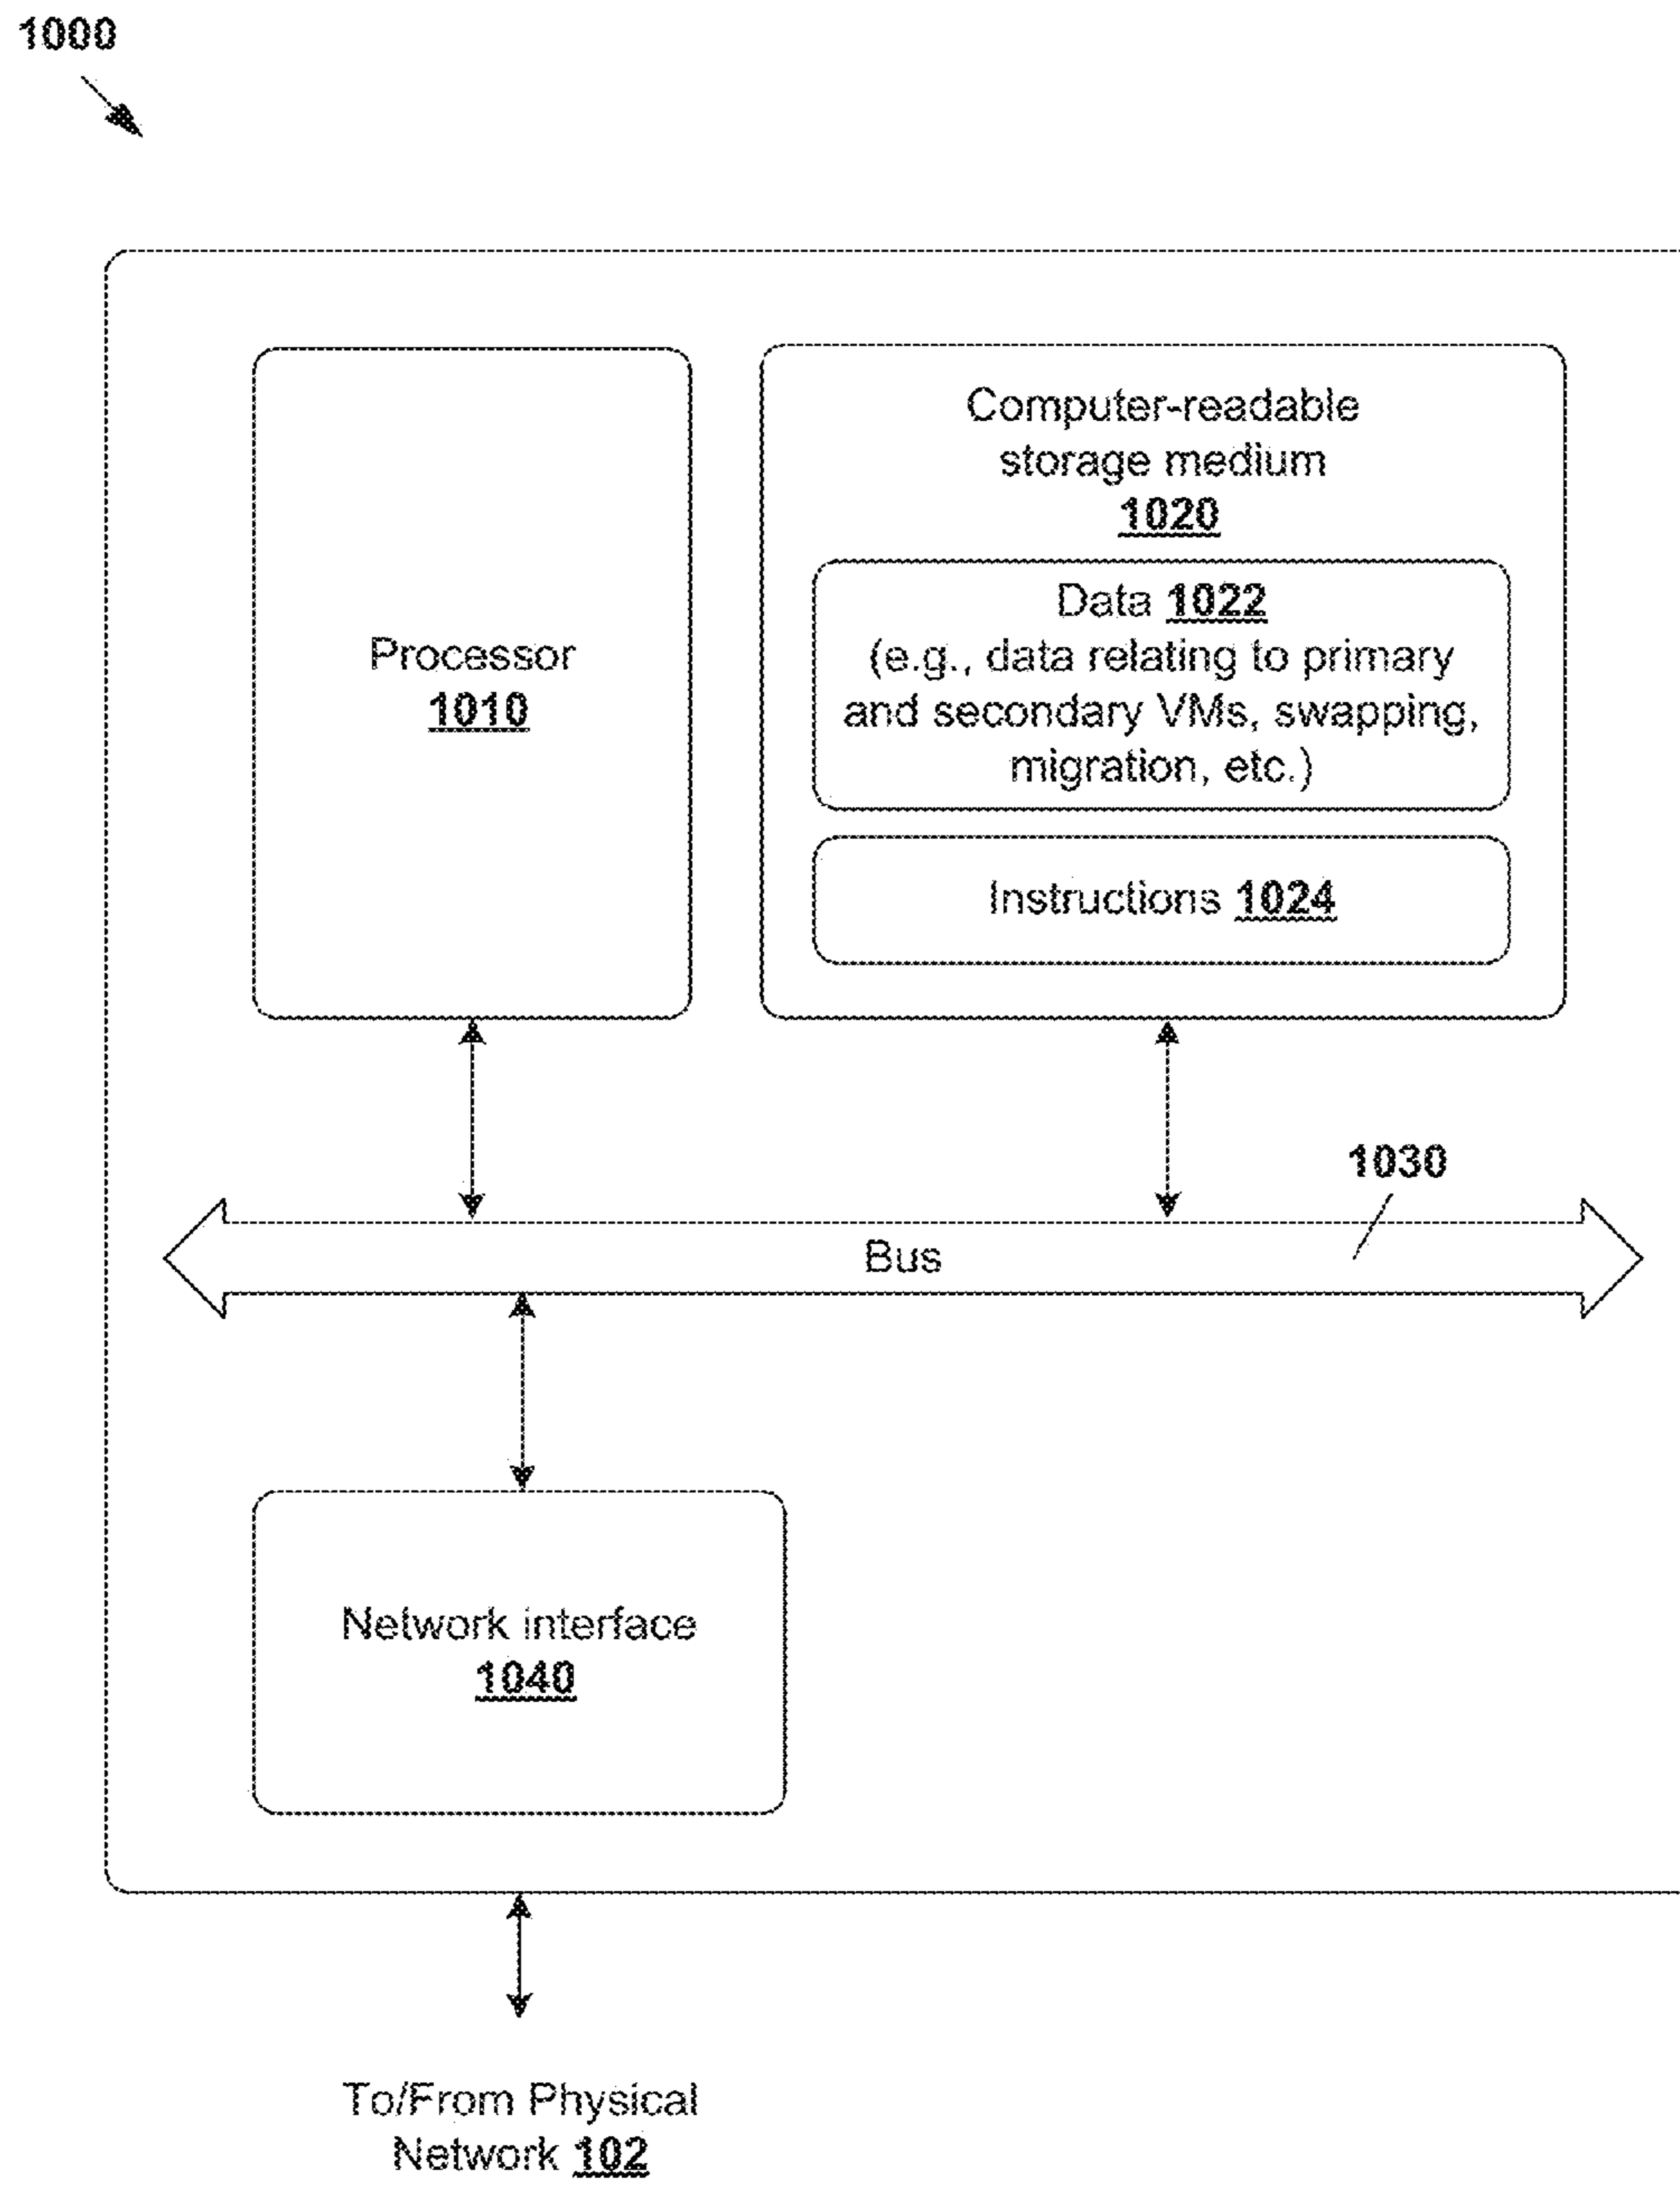 1000
Computer-readable
storage medium
1020
Data 1022
(e.g., data relating to primary
and secondary VMs, swapping,
migration, etc.)
Processor
1010
Instructions 1024
1030
Bus
Network interface
1040
To/From Physical
Network 102